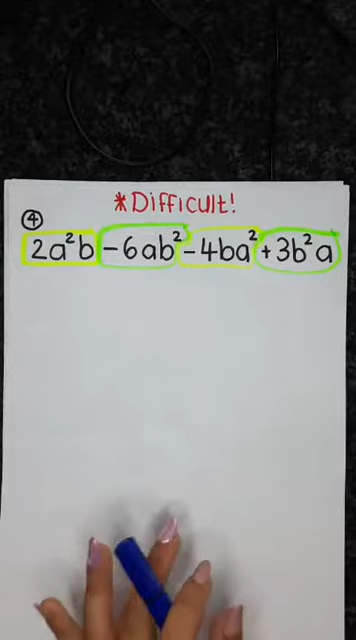 *Difficult!
④
2a²b - 6ab² - 4ba² + 3b²a